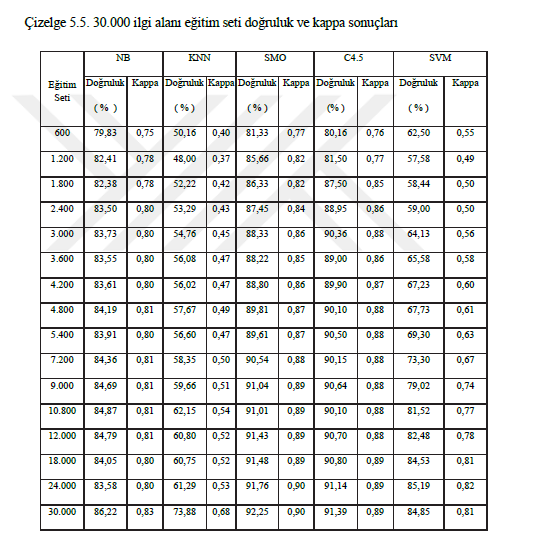 Çizelge 5.5. 30.000 ilgi alanı eğitim seti doğruluk ve kappa sonuçları
NB KNN SMO C4.5 SVM
Eğitim Seti Doğruluk (%) Kappa Doğruluk (%) Kappa Doğruluk (%) Kappa Doğruluk (%) Kappa Doğruluk (%) Kappa
600 79,83 0,75 50,16 0,40 81,33 0,77 80,16 0,76 62,50 0,55
1.200 82,41 0,78 48,00 0,37 85,66 0,82 81,50 0,77 57,58 0,49
1.800 82,38 0,78 52,22 0,42 86,33 0,82 87,50 0,85 58,44 0,50
2.400 83,50 0,80 53,29 0,43 87,45 0,84 88,95 0,86 59,00 0,50
3.000 83,73 0,80 54,76 0,45 88,33 0,86 90,36 0,88 64,13 0,56
3.600 83,55 0,80 56,08 0,47 88,22 0,85 89,00 0,86 65,58 0,58
4.200 83,61 0,80 56,02 0,47 88,80 0,86 89,90 0,87 67,23 0,60
4.800 84,19 0,81 57,67 0,49 89,81 0,87 90,10 0,88 67,73 0,61
5.400 83,91 0,80 56,60 0,47 89,61 0,87 90,50 0,88 69,30 0,63
7.200 84,36 0,81 58,35 0,50 90,54 0,88 90,15 0,88 73,30 0,67
9.000 84,69 0,81 59,66 0,51 91,04 0,89 90,64 0,88 79,02 0,74
10.800 84,87 0,81 62,15 0,54 91,01 0,89 90,10 0,88 81,52 0,77
12.000 84,79 0,81 60,80 0,52 91,43 0,89 90,70 0,88 82,48 0,78
18.000 84,05 0,80 60,75 0,52 91,48 0,89 90,80 0,89 84,53 0,81
24.000 83,58 0,80 61,29 0,53 91,76 0,90 91,14 0,89 85,19 0,82
30.000 86,22 0,83 73,88 0,68 92,25 0,90 91,39 0,89 84,85 0,81